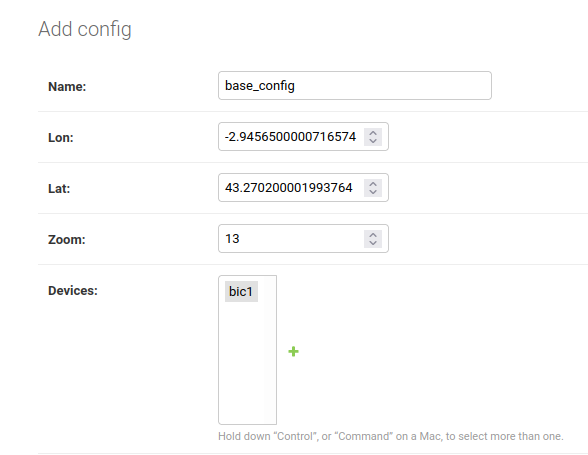 Add config
Name: base_config
Lon: -2.9456500000716574
Lat: 43.270200001993764
Zoom: 13
Devices: bic1
Hold down “Control”, or “Command” on a Mac, to select more than one.